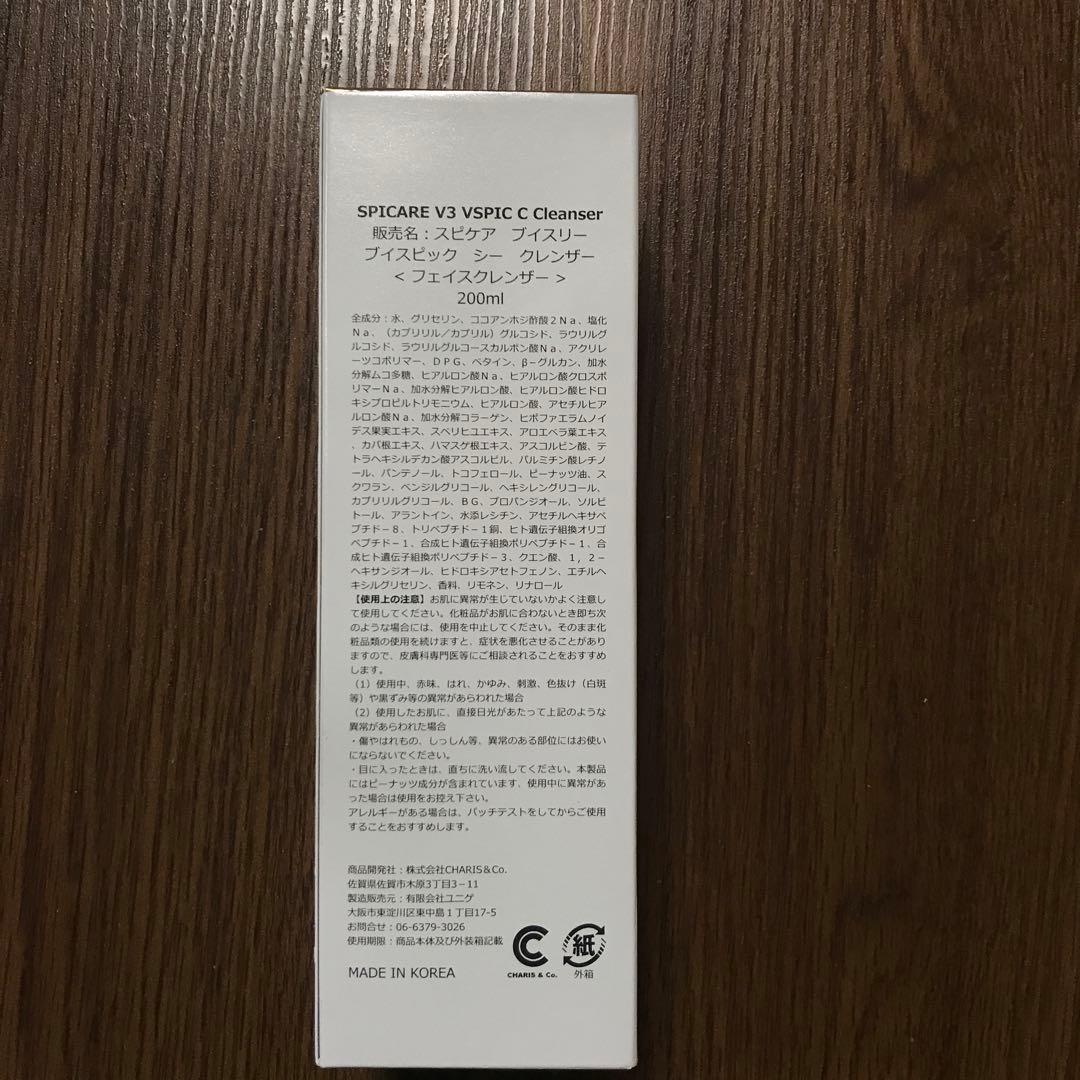 SPICARE V3 VSPIC C Cleanser
販売名：スピケア　ブイスリー
ブイスピック　シー　クレンザー
< フェイスクレンザー >
200ml
全成分：水、グリセリン、ココアンホジ酢酸２Ｎａ、塩化
Ｎａ、（カプリリル／カプリル）グルコシド、ラウリルグ
ルコシド、ラウリルグルコースカルボン酸Ｎａ、アクリレ
ーツコポリマー、ＤＰＧ、ベタイン、β－グルカン、加水
分解ムコ多糖、ヒアルロン酸Ｎａ、ヒアルロン酸クロスポ
リマーＮａ、加水分解ヒアルロン酸、ヒアルロン酸ヒドロ
キシプロピルトリモニウム、ヒアルロン酸、アセチルヒア
ルロン酸Ｎａ、加水分解コラーゲン、ヒポファエラムノイ
デス果実エキス、スベリヒユエキス、アロエベラ葉エキス
、カバ根エキス、ハマスゲ根エキス、アスコルビン酸、テ
トラヘキシルデカン酸アスコルビル、パルミチン酸レチノ
ール、パンテノール、トコフェロール、ピーナッツ油、ス
クワラン、ベンジルグリコール、ヘキシレングリコール、
カプリリルグリコール、ＢＧ、プロパンジオール、ソルビ
トール、アラントイン、水添レシチン、アセチルヘキサペ
プチド－８、トリペプチド－１銅、ヒト遺伝子組換オリゴ
ペプチド－１、合成ヒト遺伝子組換ポリペプチド－１、合
成ヒト遺伝子組換ポリペプチド－３、クエン酸、１，２－
ヘキサンジオール、ヒドロキシアセトフェノン、エチルヘ
キシルグリセリン、香料、リモネン、リナロール
【使用上の注意】お肌に異常が生じていないかよく注意し
て使用してください。化粧品がお肌に合わないとき即ち次
のような場合には、使用を中止してください。そのまま化
粧品類の使用を続けますと、症状を悪化させることがあり
ますので、皮膚科専門医等にご相談されることをおすすめ
します。
（1）使用中、赤味、はれ、かゆみ、刺激、色抜け（白斑
等）や黒ずみ等の異常があらわれた場合
（2）使用したお肌に、直接日光があたって上記のような
異常があらわれた場合
・傷やはれもの、しっしん等、異常のある部位にはお使い
にならないでください。
・目に入ったときは、直ちに洗い流してください。本製品
にはピーナッツ成分が含まれています、使用中に異常があ
った場合は使用をお控え下さい。
アレルギーがある場合は、パッチテストをしてからご使用
することをおすすめします。
商品開発社：株式会社CHARIS＆Co.
佐賀県佐賀市木原3丁目3－11
製造販売元：有限会社ユニゲ
大阪市東淀川区東中島１丁目17-5
お問合せ：06-6379-3026
使用期限：商品本体及び外装箱記載
MADE IN KOREA
CHARIS & Co.
紙
外箱